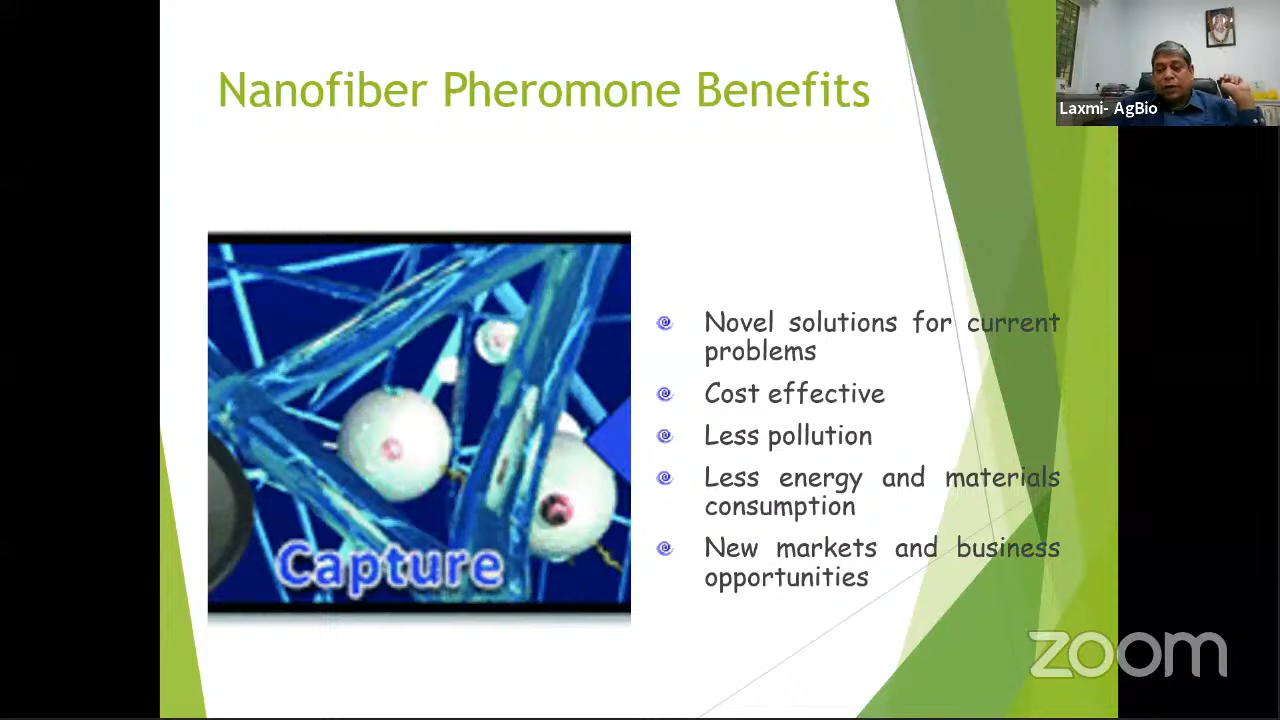 Nanofiber Pheromone Benefits
Laxmi- AgBio
Novel solutions for current
problems
Cost effective
Less pollution
Less energy and materials
consumption
New markets and business
opportunities
Capture
zoom